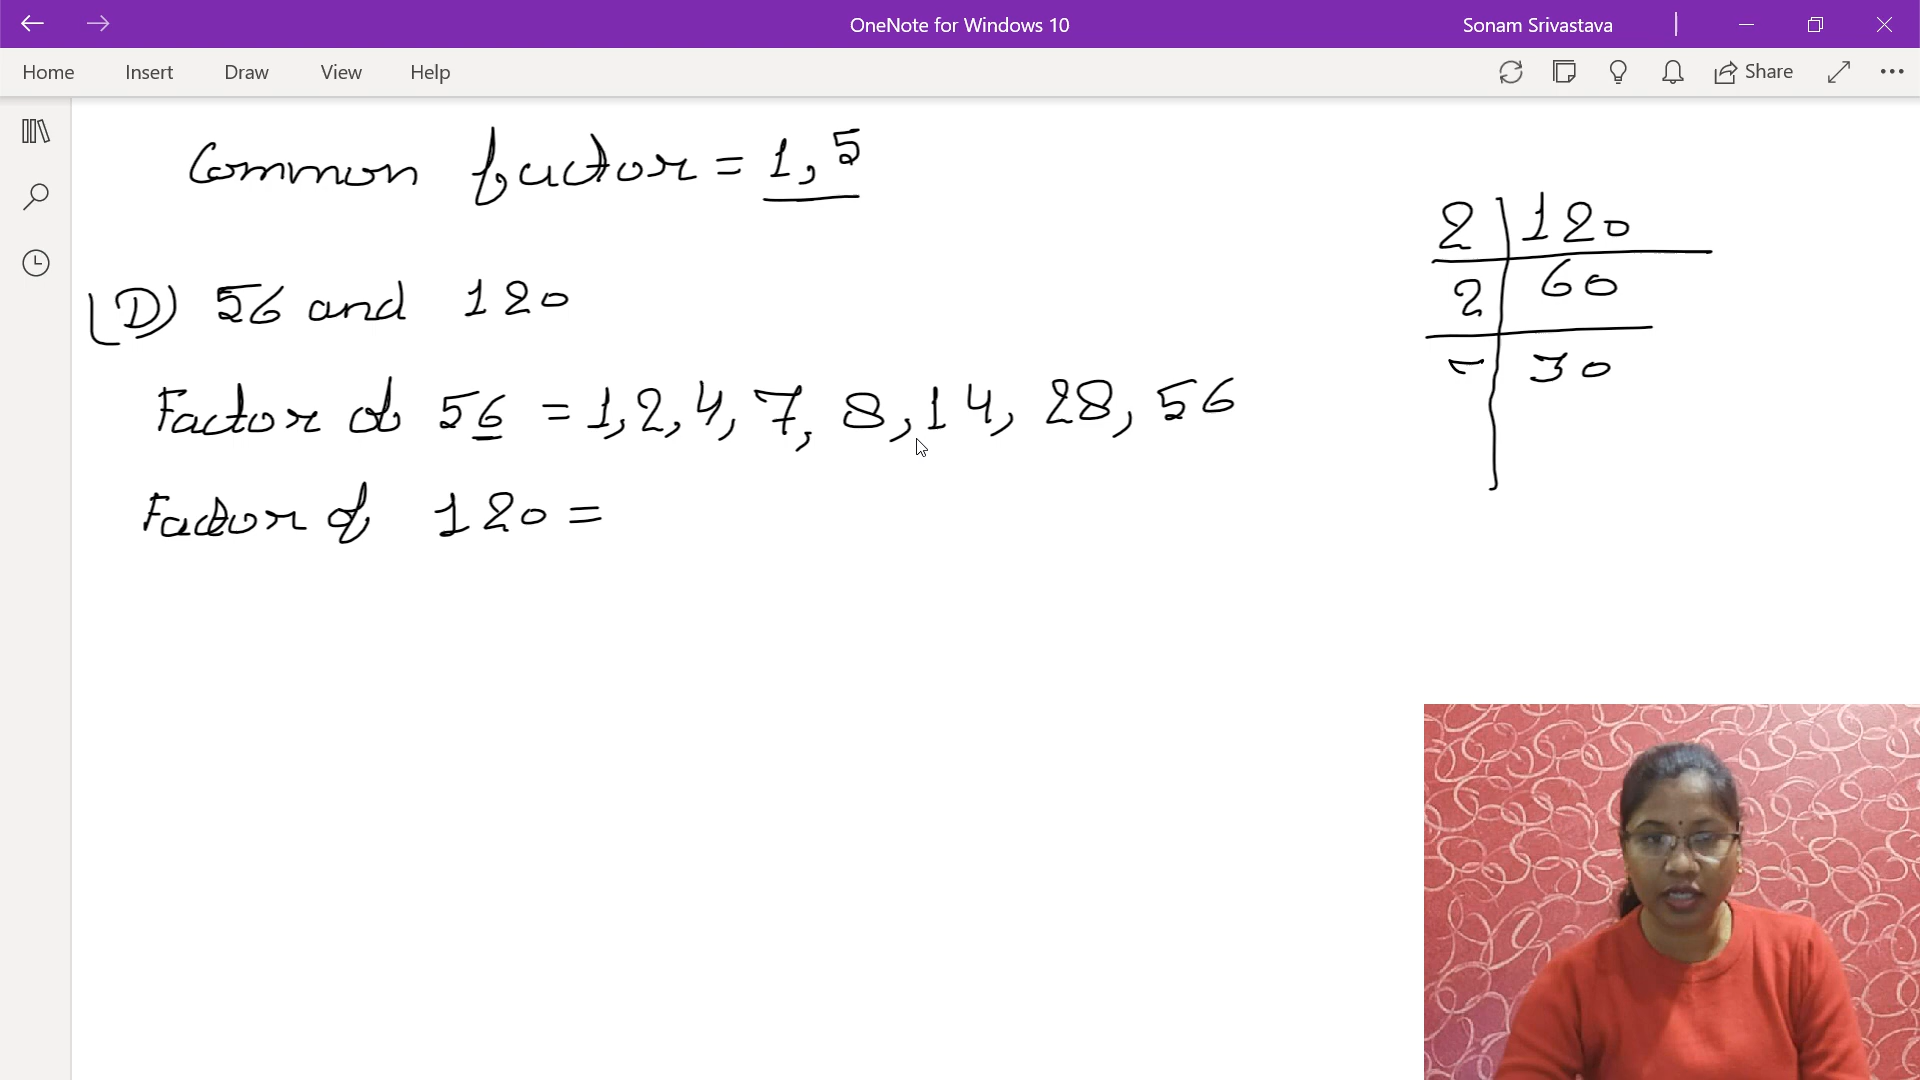 OneNote for Windows 10
Sonam Srivastava
Home Insert Draw View Help
Share
Common factor = 1, 5
(D) 56 and 120
Factor of 56 = 1, 2, 4, 7, 8, 14, 28, 56
Factor of 120 =
2 | 120
2 | 60
30